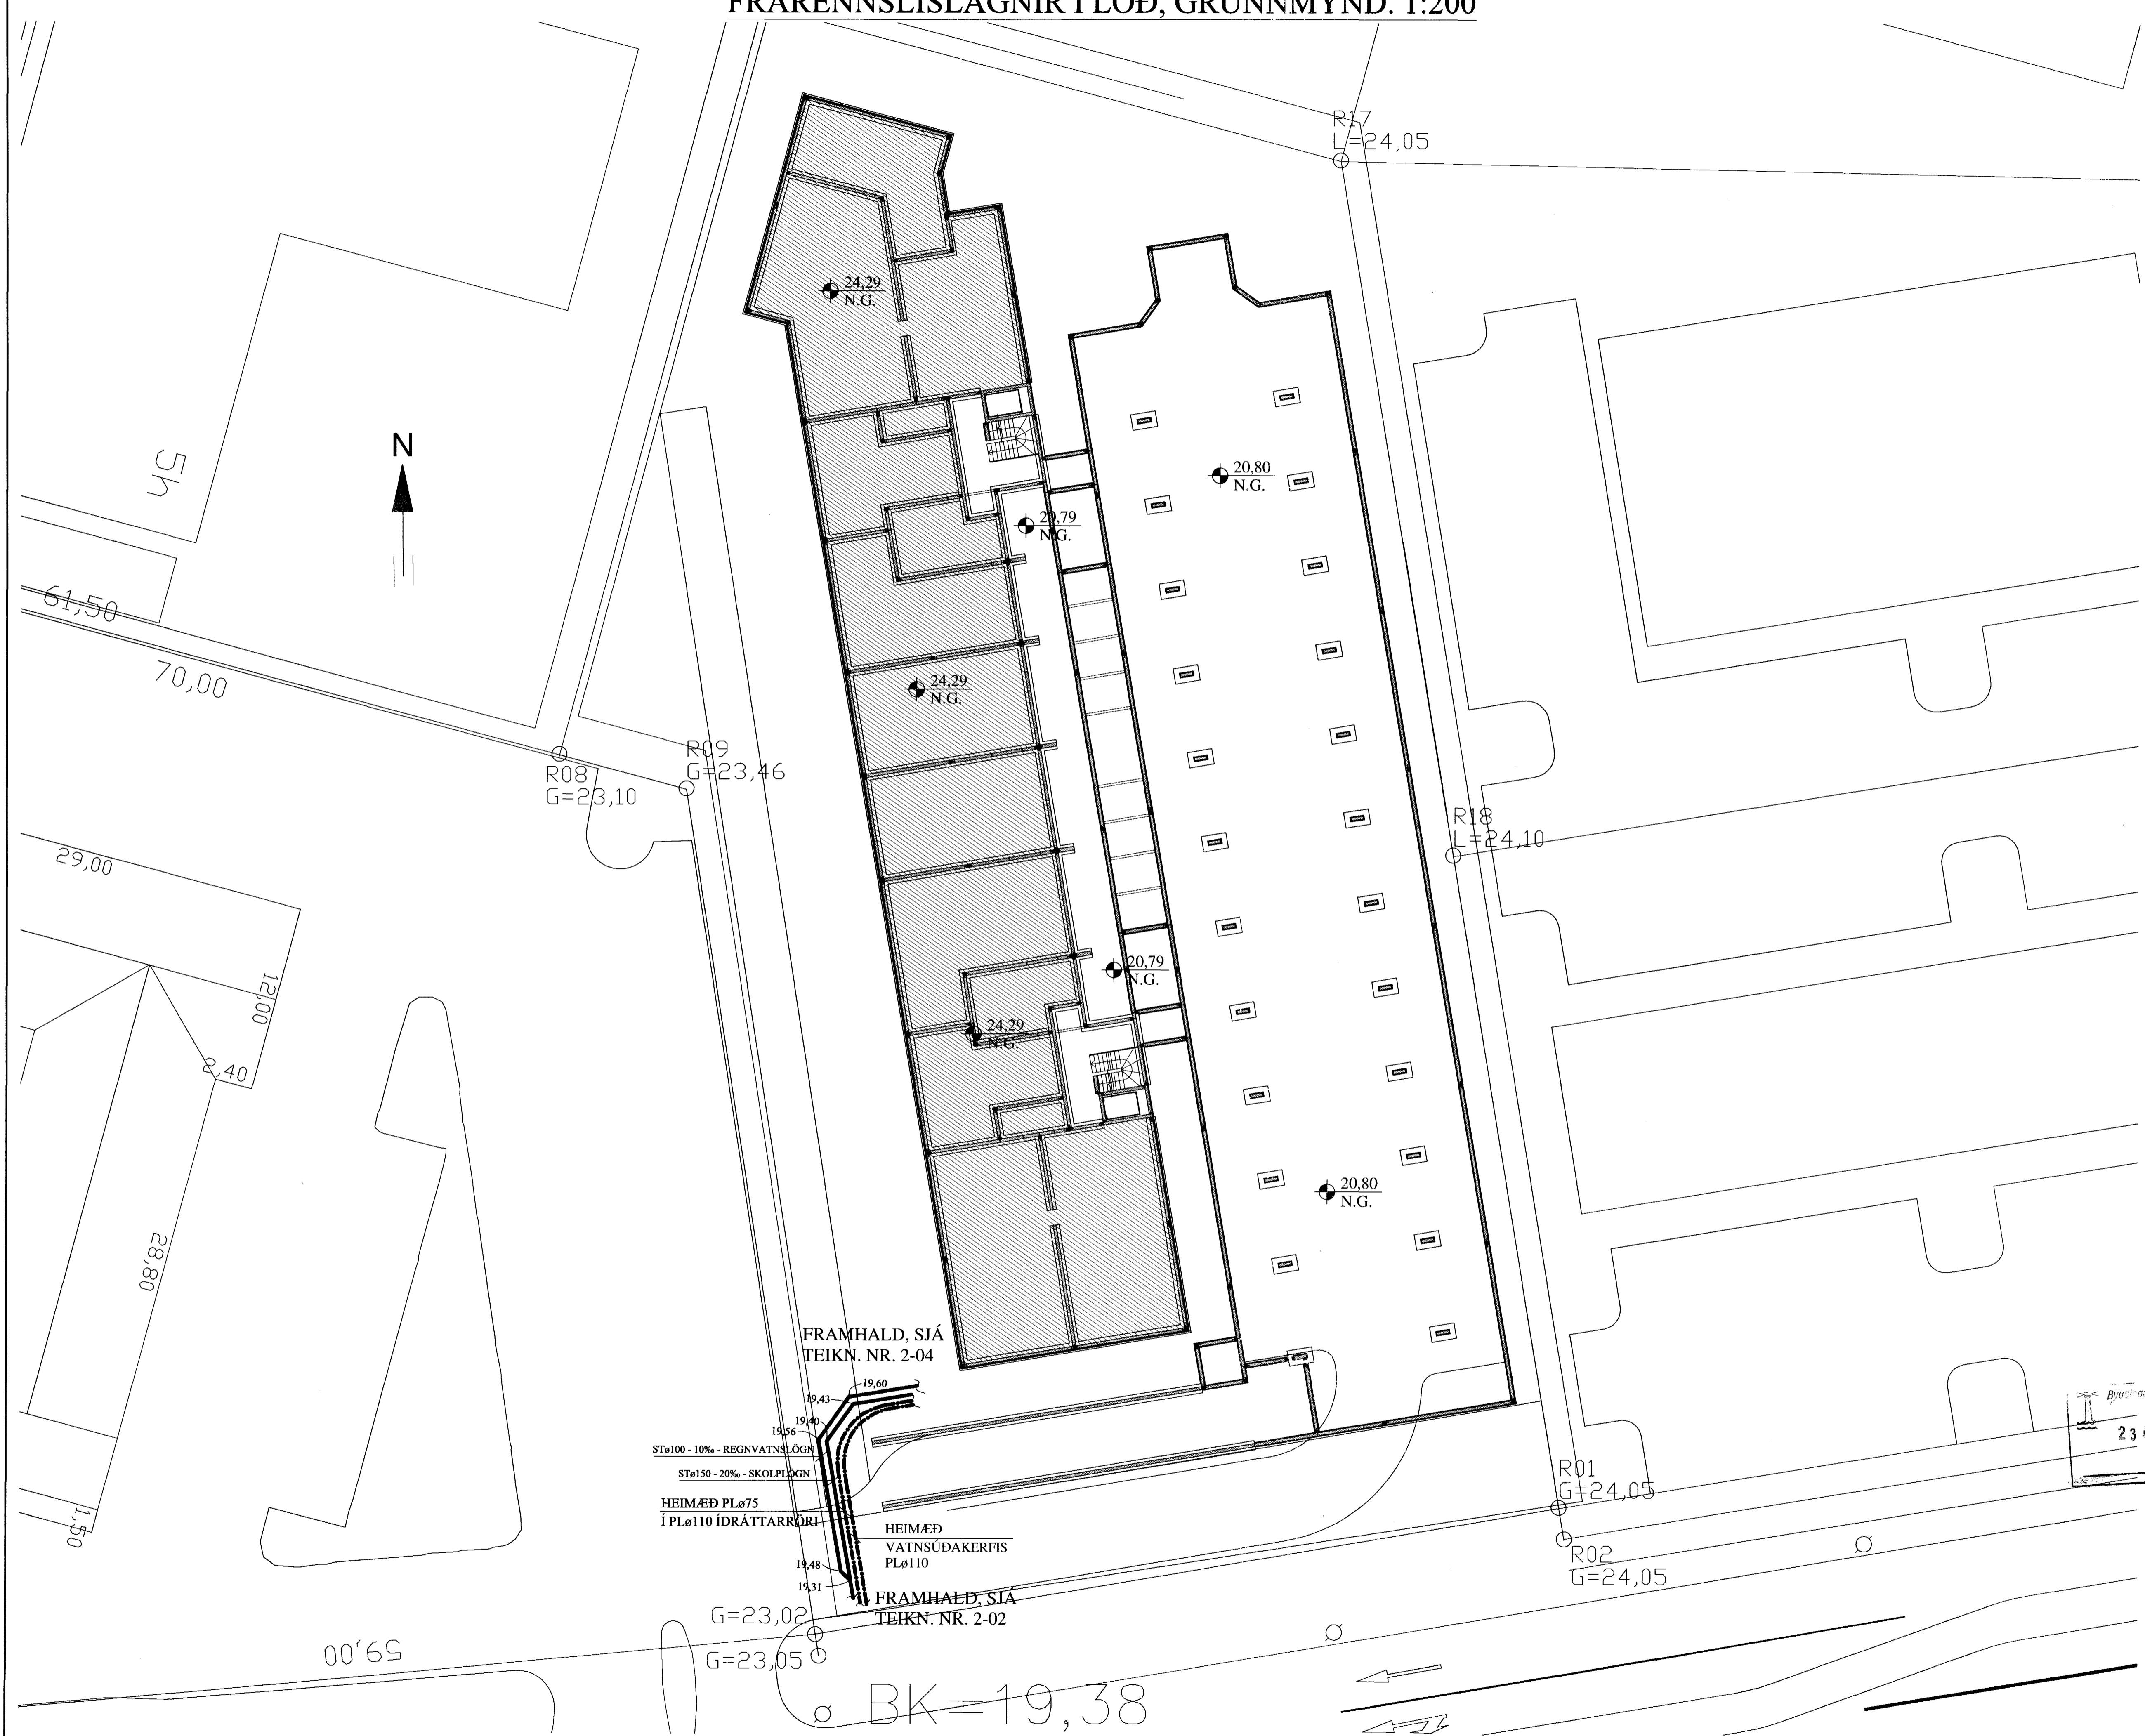 FRÁRENNSLISLAGNIR Í LÓÐ, GRUNNMYND. 1:200
R17
L=24,05
24,29
N.G.
N
5h
20,80
N.G.
20,79
N.G.
61,50
70,00
24,29
N.G.
R09
G=23,46
R08
G=23,10
R18
L=24,10
29,00
12,00
2,40
20,79
N.G.
24,29
N.G.
20,80
N.G.
28,80
FRAMHALD, SJÁ
TEIKN. NR. 2-04
19,60
19,43
19,40
19,56
STø100 - 10‰ - REGNVATNSLÖGN
STø150 - 20‰ - SKOLPLÖGN
HEIMÆÐ PLø75
Í PLø110 ÍDRÁTTARRÖRI
HEIMÆÐ
VATNSÚÐAKERFIS
PLø110
1,50
19,48
19,31
FRAMHALD, SJÁ
TEIKN. NR. 2-02
R01
G=24,05
R02
G=24,05
G=23,02
G=23,05
59,00
ø BK=19,38
ø
ø
23